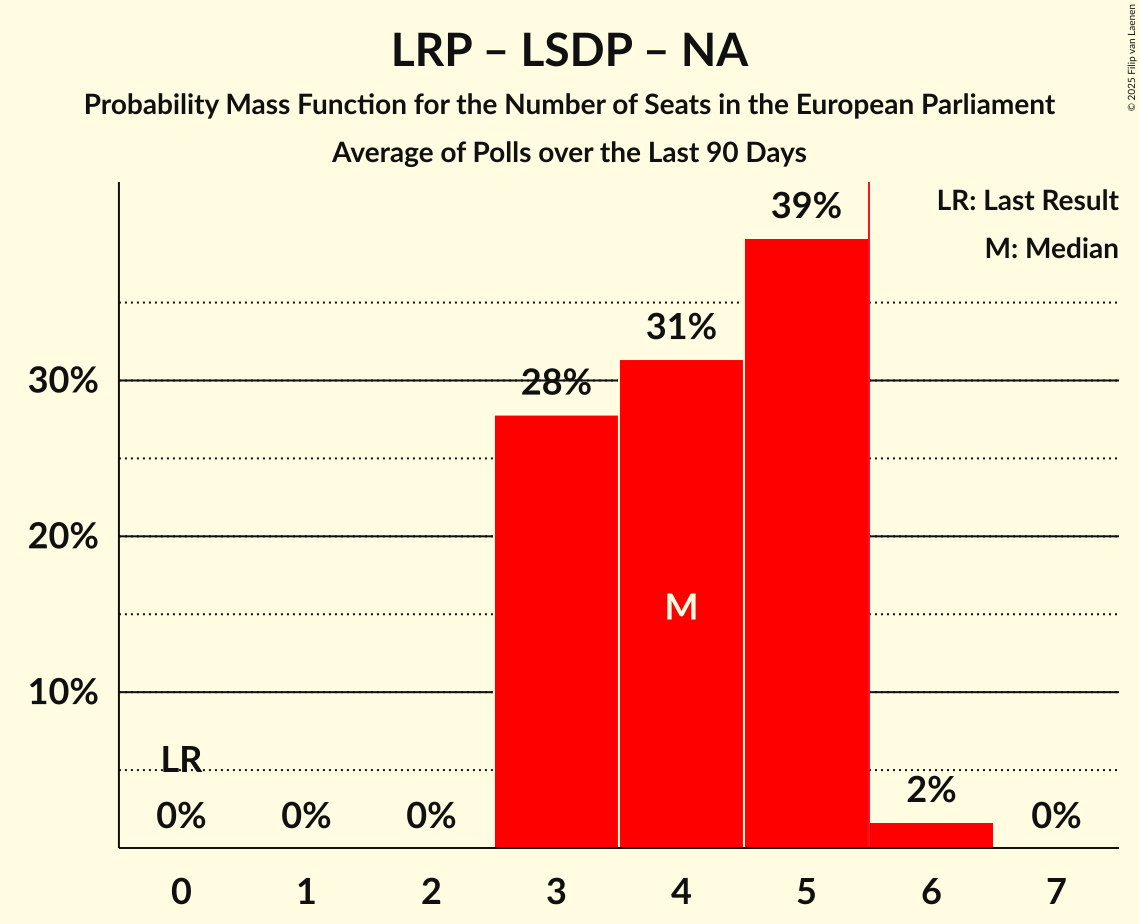 LRP – LSDP – NA
Probability Mass Function for the Number of Seats in the European Parliament
Average of Polls over the Last 90 Days
© 2025 Filip van Laenen
LR: Last Result
M: Median
39%
31%
28%
30%
20%
M
10%
LR
0%
0%
0%
2%
0%
0
1
2
3
4
5
6
7